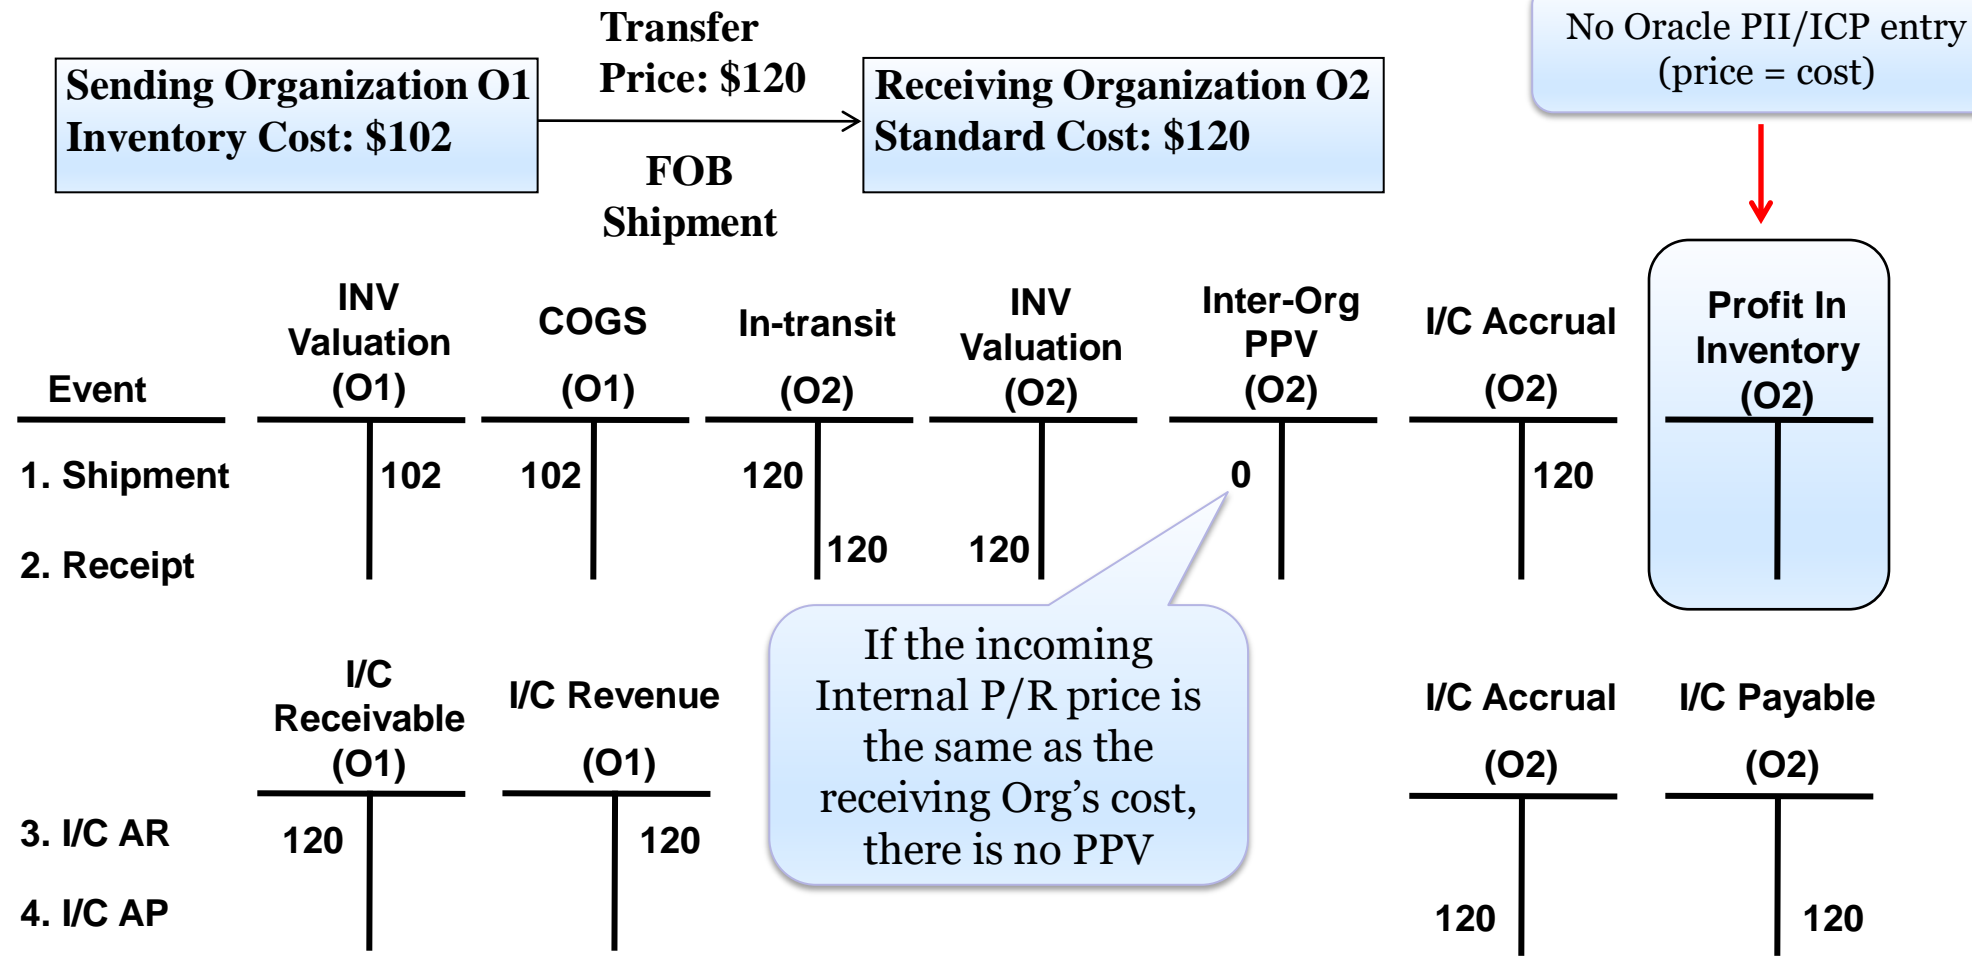 Transfer
Price: $120
No Oracle PII/ICP entry
(price = cost)
Sending Organization O1
Inventory Cost: $102
Receiving Organization O2
Standard Cost: $120
FOB
Shipment
Event
INV
Valuation
(O1)
COGS
(O1)
In-transit
(O2)
INV
Valuation
(O2)
Inter-Org
PPV
(O2)
I/C Accrual
(O2)
Profit In
Inventory
(O2)
1. Shipment 102 102 120 0 120
2. Receipt 120 120
If the incoming
Internal P/R price is
the same as the
receiving Org’s cost,
there is no PPV
I/C
Receivable
(O1)
I/C Revenue
(O1)
I/C Accrual
(O2)
I/C Payable
(O2)
3. I/C AR 120 120
4. I/C AP 120 120